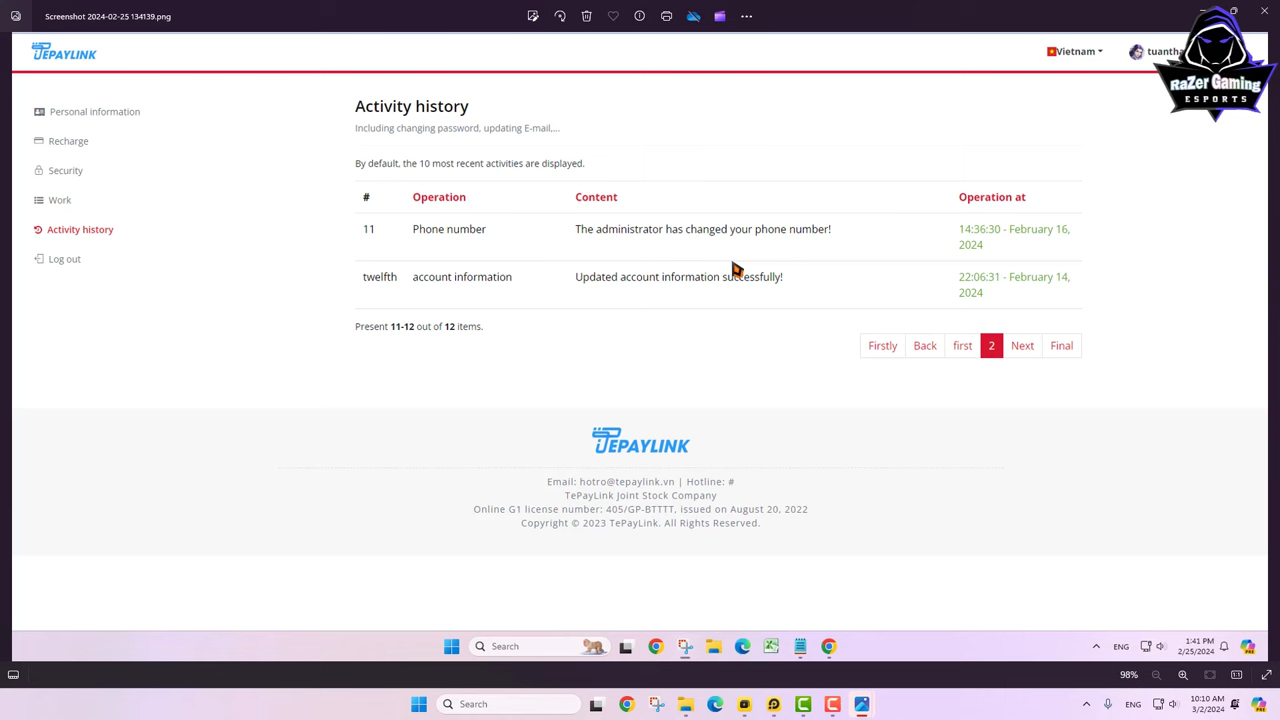 Screenshot 2024-02-25 134139.png
TEPAYLINK
Vietnam
tuantha
RaZer Gaming
ESPORTS
Personal information
Recharge
Security
Work
Activity history
Log out
Activity history
Including changing password, updating E-mail,...
By default, the 10 most recent activities are displayed.
# Operation Content Operation at
11 Phone number The administrator has changed your phone number! 14:36:30 - February 16,
2024
twelfth account information Updated account information successfully! 22:06:31 - February 14,
2024
Present 11-12 out of 12 items.
Firstly Back first 2 Next Final
TEPAYLINK
Email: hotro@tepaylink.vn | Hotline: #
TePayLink Joint Stock Company
Online G1 license number: 405/GP-BTTTT, issued on August 20, 2022
Copyright © 2023 TePayLink. All Rights Reserved.
Search
ENG
1:41 PM
2/25/2024
98%
Search
ENG
10:10 AM
3/2/2024